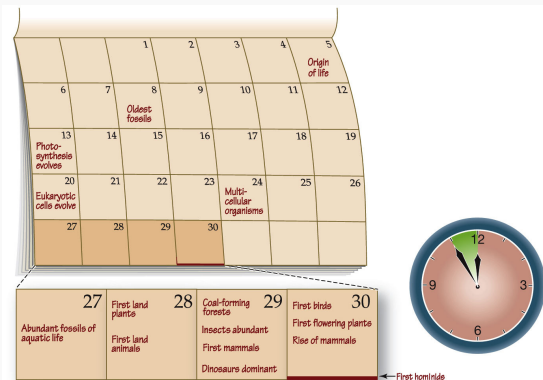 1 2 3 4 5
Origin
of life
6 7 8 9 10 11 12
Oldest
fossils
13 14 15 16 17 18 19
Photo-
synthesis
evolves
20 21 22 23 24 25 26
Eukaryotic
cells evolve
Multi-
cellular
organisms
27 28 29 30
12
9 3
6
27
Abundant fossils of
aquatic life
28
First land
plants
First land
animals
29
Coal-forming
forests
Insects abundant
First mammals
Dinosaurs dominant
30
First birds
First flowering plants
Rise of mammals
First hominids